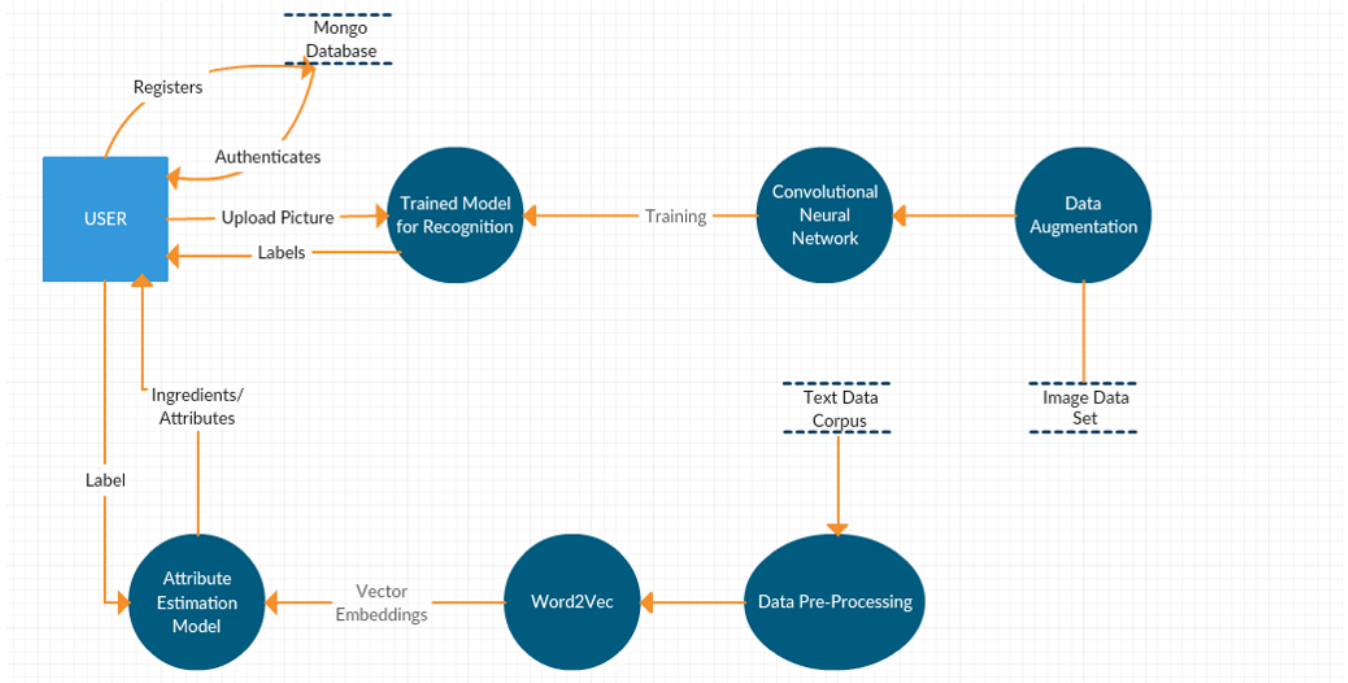 Mongo
Database
Registers
Authenticates
USER
Upload Picture
Labels
Trained Model
for Recognition
Training
Convolutional
Neural
Network
Data
Augmentation
Ingredients/
Attributes
Text Data
Corpus
Image Data
Set
Label
Attribute
Estimation
Model
Vector
Embeddings
Word2Vec
Data Pre-Processing